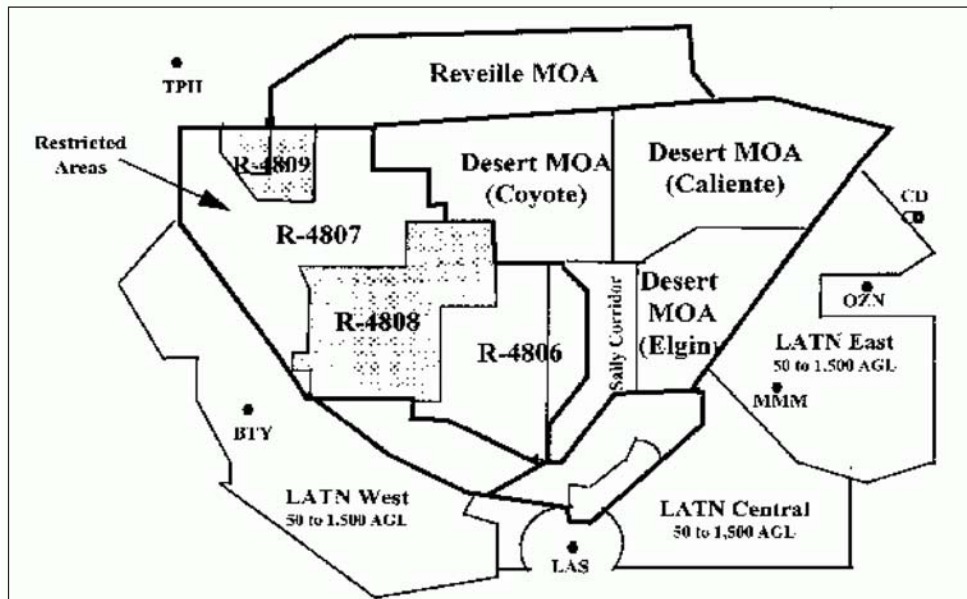 TPH
Reveille MOA
Restricted
Areas
R-4809
Desert MOA
(Coyote)
Desert MOA
(Caliente)
R-4807
OZN
Desert
MOA
(Elgin)
Sally Corridor
R-4808
R-4806
LATN East
50 to 1.500 AGL
MMM
BTY
LATN West
50 to 1.500 AGL
LATN Central
50 to 1,500 AGL
LAS